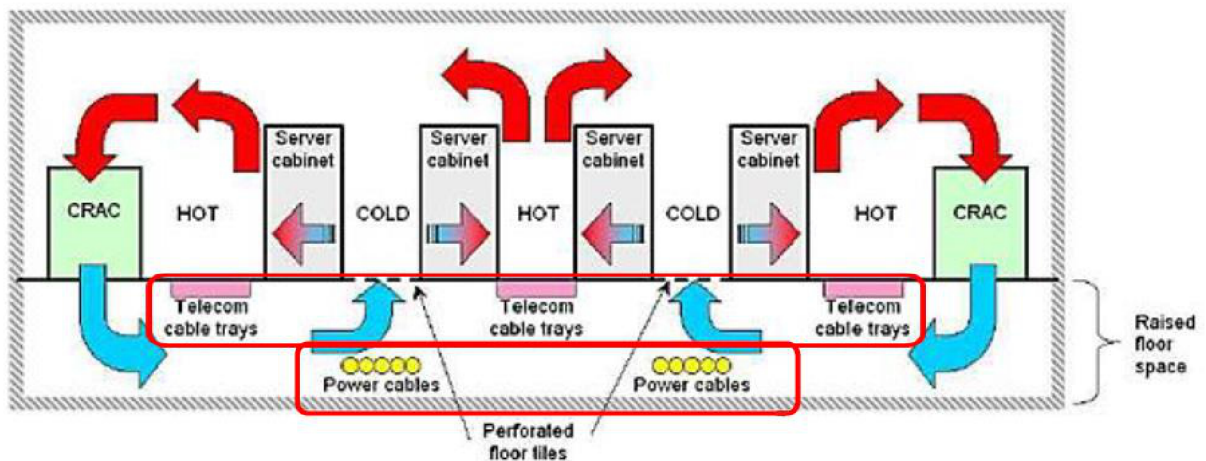 Server
cabinet
Server
cabinet
Server
cabinet
Server
cabinet
CRAC
HOT
COLD
HOT
COLD
HOT
CRAC
Telecom
cable trays
Telecom
cable trays
Telecom
cable trays
Raised
floor
space
Power cables
Power cables
Perforated
floor tiles